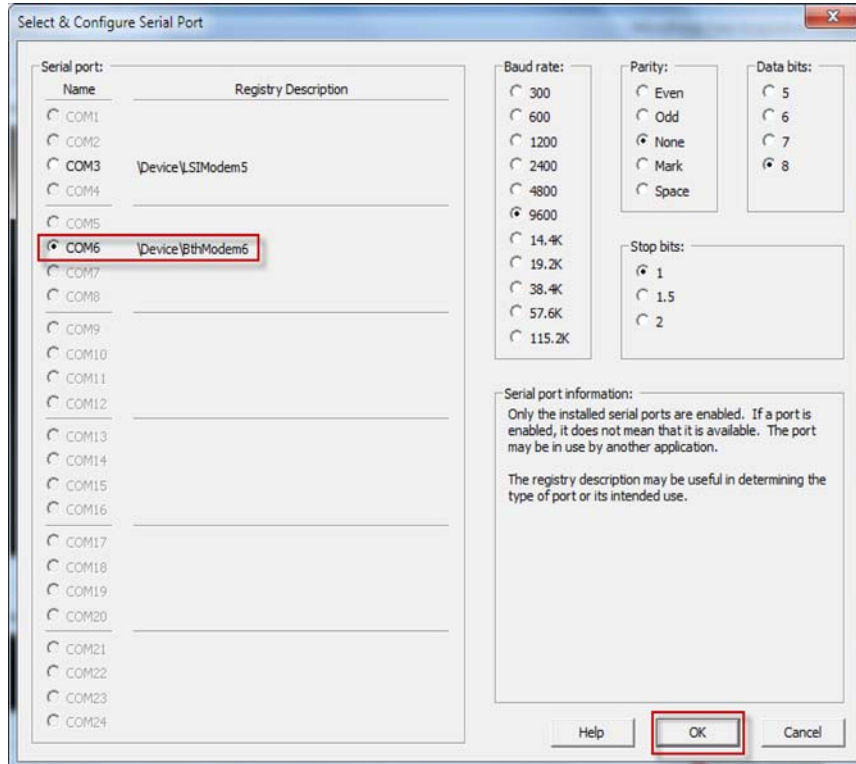 Select & Configure Serial Port
Serial port:
Name Registry Description
COM1
COM2
COM3 \Device\LSIModem5
COM4
COM5
COM6 \Device\BthModem6
COM7
COM8
COM9
COM10
COM11
COM12
COM13
COM14
COM15
COM16
COM17
COM18
COM19
COM20
COM21
COM22
COM23
COM24
Baud rate:
300
600
1200
2400
4800
9600
14.4K
19.2K
38.4K
57.6K
115.2K
Parity:
Even
Odd
None
Mark
Space
Data bits:
5
6
7
8
Stop bits:
1
1.5
2
Serial port information:
Only the installed serial ports are enabled. If a port is
enabled, it does not mean that it is available. The port
may be in use by another application.
The registry description may be useful in determining the
type of port or its intended use.
Help OK Cancel